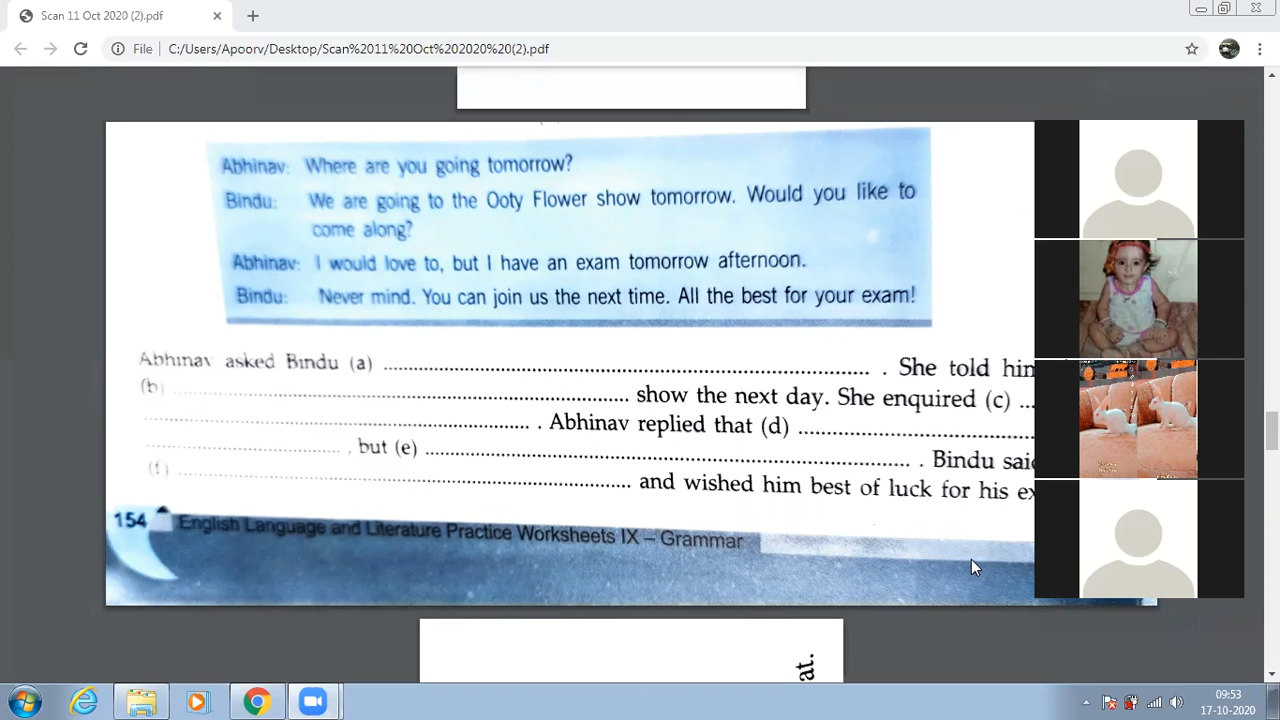 Scan 11 Oct 2020 (2).pdf
File C:/Users/Apoorv/Desktop/Scan%2011%20Oct%202020%20(2).pdf
Abhinav: Where are you going tomorrow?
Bindu: We are going to the Ooty Flower show tomorrow. Would you like to
come along?
Abhinav: I would love to, but I have an exam tomorrow afternoon.
Bindu: Never mind. You can join us the next time. All the best for your exam!
Abhinav asked Bindu (a) .......... . She told him
(b) .......... show the next day. She enquired (c) ...
.......... . Abhinav replied that (d) ..........
.......... , but (e) .......... . Bindu said
(f) .......... and wished him best of luck for his ex
154 English Language and Literature Practice Worksheets IX – Grammar
at.
09:53
17-10-2020